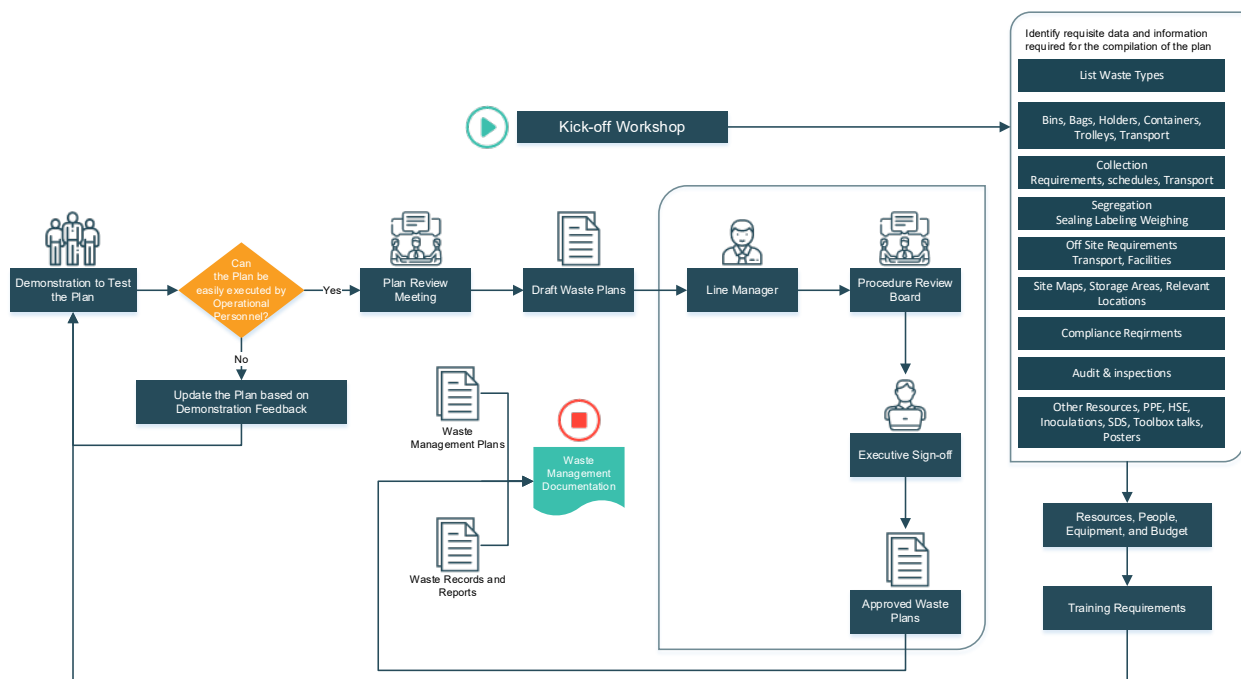 Identify requisite data and information
required for the compilation of the plan
List Waste Types
Kick-off Workshop
Bins, Bags, Holders, Containers,
Trolleys, Transport
Collection
Requirements, schedules, Transport
Segregation
Sealing Labeling Weighing
Off Site Requirements
Transport, Facilities
Site Maps, Storage Areas, Relevant
Locations
Compliance Reqirments
Audit & inspections
Other Resources, PPE, HSE,
Inoculations, SDS, Toolbox talks,
Posters
Resources, People,
Equipment, and Budget
Training Requirements
Demonstration to Test
the Plan
Can
the Plan be
easily executed by
Operational
Personnel?
Yes
No
Update the Plan based on
Demonstration Feedback
Plan Review
Meeting
Draft Waste Plans
Line Manager
Procedure Review
Board
Executive Sign-off
Approved Waste
Plans
Waste
Management Plans
Waste Records and
Reports
Waste
Management
Documentation